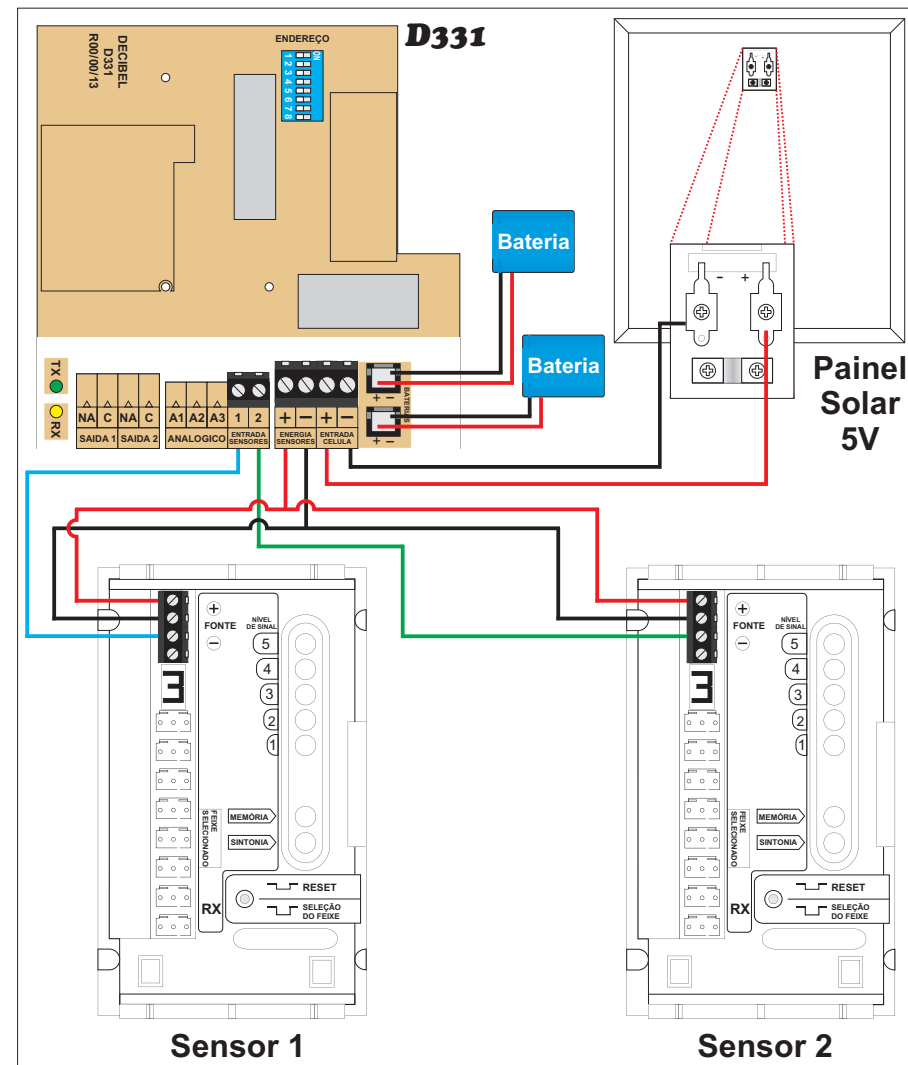 DECIBEL
D331
R00/00/13
ENDEREÇO
ON
1 2 3 4 5 6 7 8
D331
Bateria
Bateria
- +
Painel
Solar
5V
TX
RX
NA C NA C
SAIDA 1 SAIDA 2
A1 A2 A3
ANALOGICO
1 2
ENTRADA
SENSORES
+ −
ENERGIA
SENSORES
+ −
ENTRADA
CELULA
+ −
+ −
BATERIAS
+
FONTE
−
NÍVEL
DE SINAL
5
4
3
2
1
FEIXE
SELECIONADO
MEMÓRIA
SINTONIA
RX
RESET
SELEÇÃO
DO FEIXE
Sensor 1
+
FONTE
−
NÍVEL
DE SINAL
5
4
3
2
1
FEIXE
SELECIONADO
MEMÓRIA
SINTONIA
RX
RESET
SELEÇÃO
DO FEIXE
Sensor 2